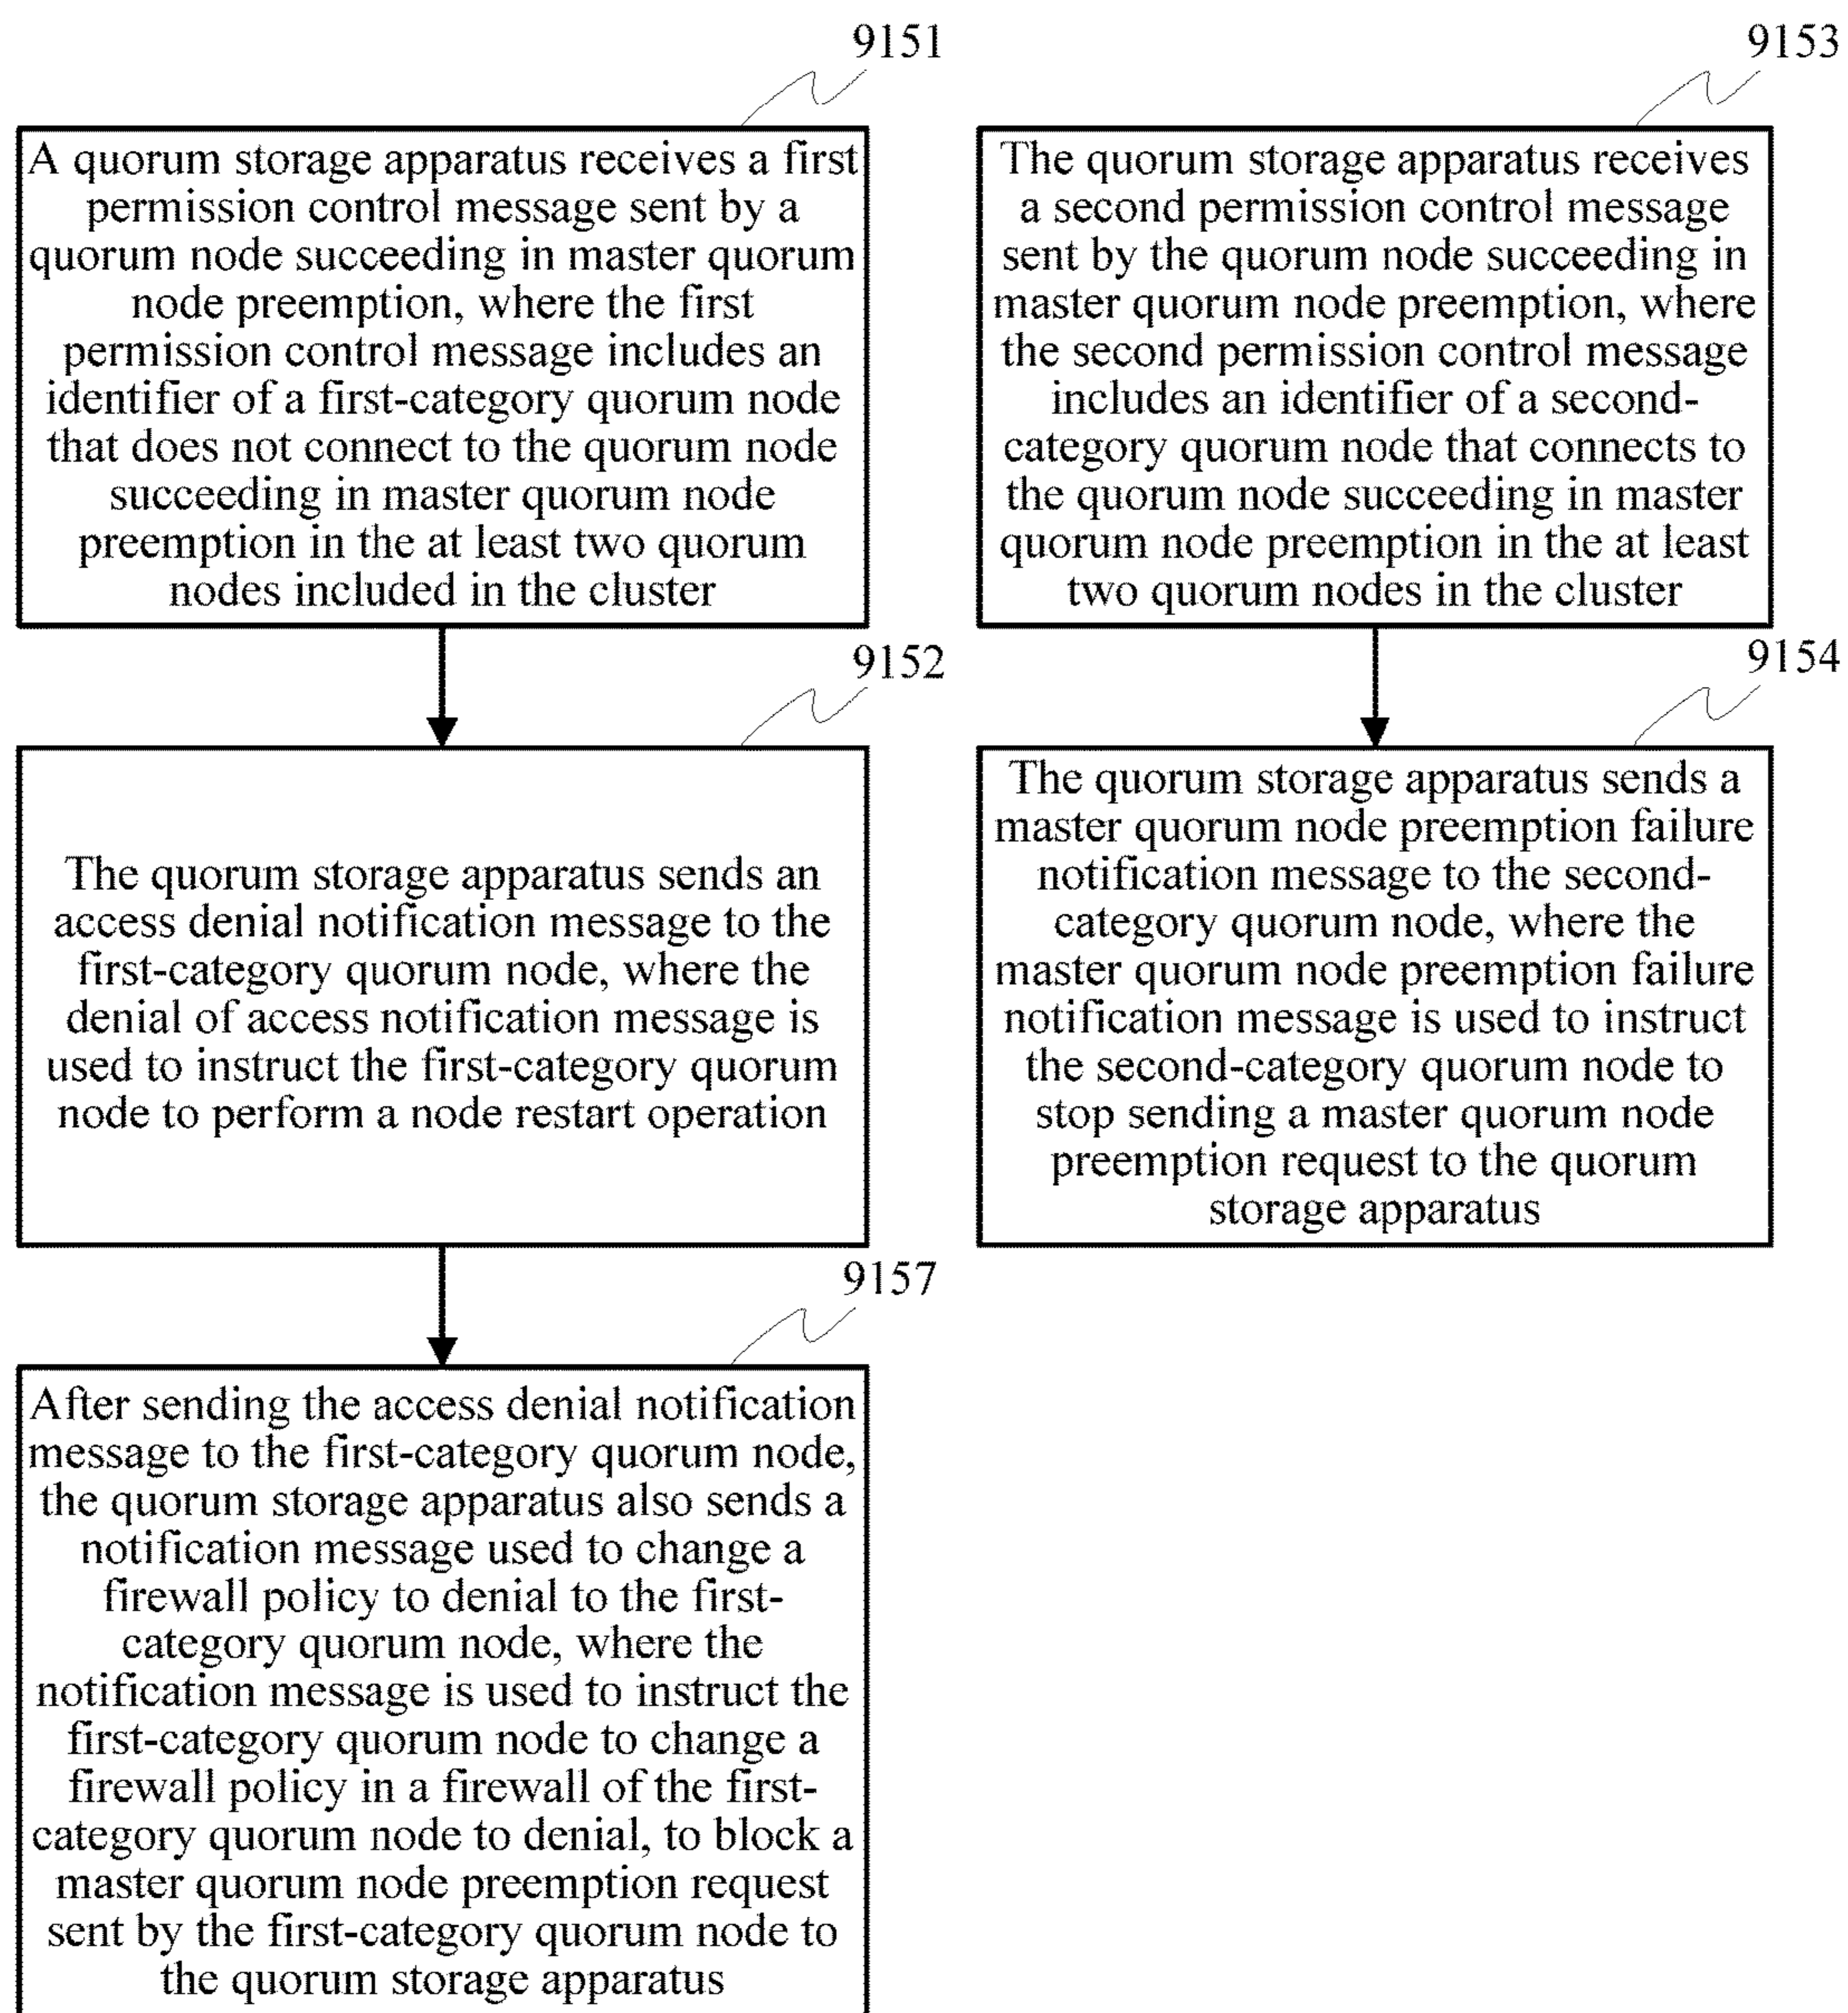 9151
A quorum storage apparatus receives a first
permission control message sent by a
quorum node succeeding in master quorum
node preemption, where the first
permission control message includes an
identifier of a first-category quorum node
that does not connect to the quorum node
succeeding in master quorum node
preemption in the at least two quorum
nodes included in the cluster
9152
The quorum storage apparatus sends an
access denial notification message to the
first-category quorum node, where the
denial of access notification message is
used to instruct the first-category quorum
node to perform a node restart operation
9157
After sending the access denial notification
message to the first-category quorum node,
the quorum storage apparatus also sends a
notification message used to change a
firewall policy to denial to the first-
category quorum node, where the
notification message is used to instruct the
first-category quorum node to change a
firewall policy in a firewall of the first-
category quorum node to denial, to block a
master quorum node preemption request
sent by the first-category quorum node to
the quorum storage apparatus
9153
The quorum storage apparatus receives
a second permission control message
sent by the quorum node succeeding in
master quorum node preemption, where
the second permission control message
includes an identifier of a second-
category quorum node that connects to
the quorum node succeeding in master
quorum node preemption in the at least
two quorum nodes in the cluster
9154
The quorum storage apparatus sends a
master quorum node preemption failure
notification message to the second-
category quorum node, where the
master quorum node preemption failure
notification message is used to instruct
the second-category quorum node to
stop sending a master quorum node
preemption request to the quorum
storage apparatus